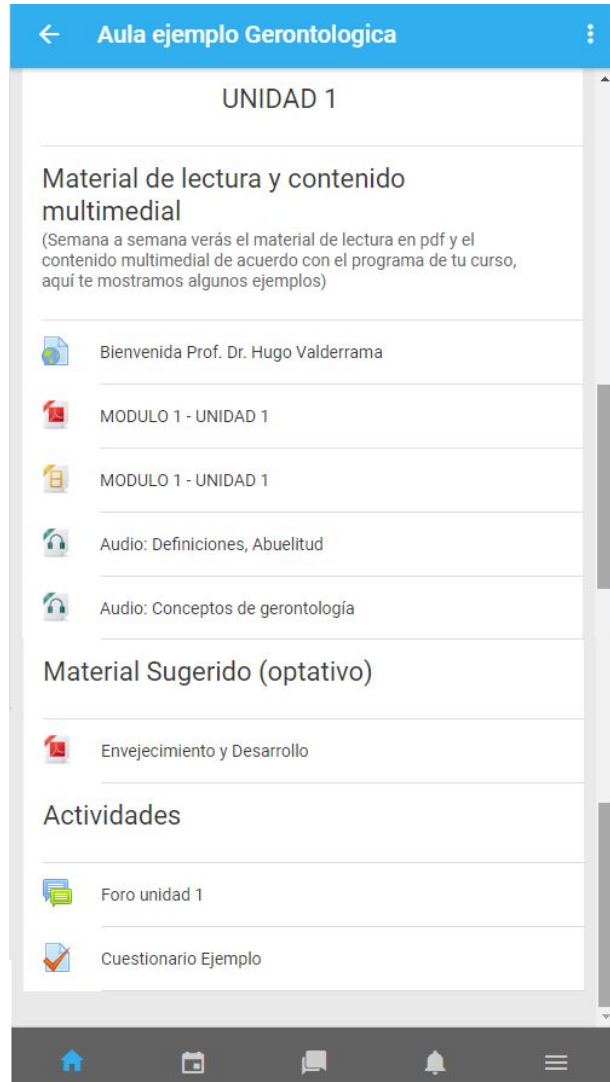 Aula ejemplo Gerontologica
UNIDAD 1
Material de lectura y contenido
multimedial
(Semana a semana verás el material de lectura en pdf y el
contenido multimedial de acuerdo con el programa de tu curso,
aquí te mostramos algunos ejemplos)
Bienvenida Prof. Dr. Hugo Valderrama
MODULO 1 - UNIDAD 1
MODULO 1 - UNIDAD 1
Audio: Definiciones, Abuelitud
Audio: Conceptos de gerontología
Material Sugerido (optativo)
Envejecimiento y Desarrollo
Actividades
Foro unidad 1
Cuestionario Ejemplo